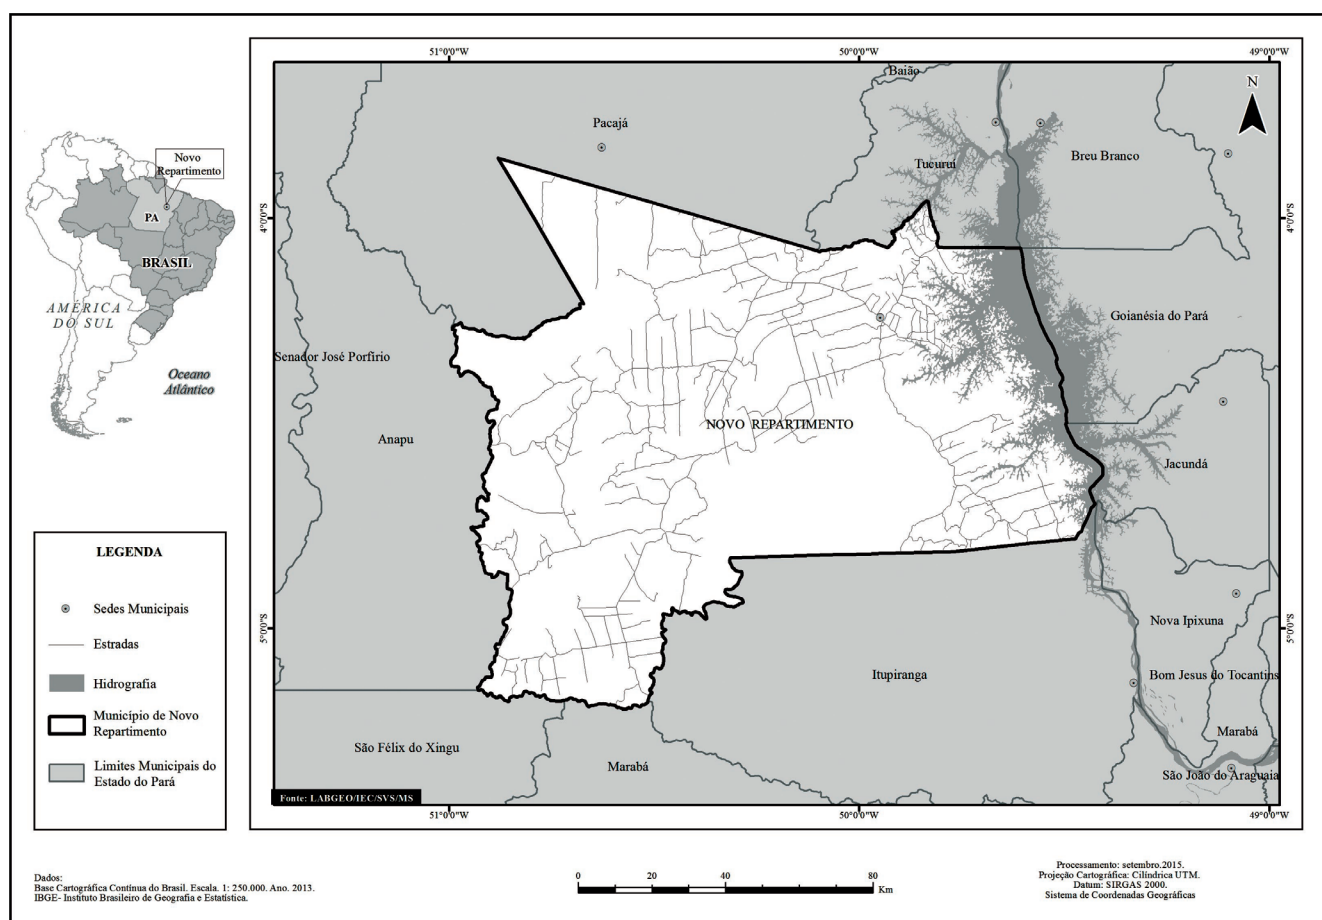 51°0'0"W
50°0'0"W
49°0'0"W
N
Baião
Pacajá
Tucuruí
Breu Branco
4°0'0"S
4°0'0"S
Novo
Repartimento
PA
BRASIL
AMÉRICA
DO SUL
Oceano
Atlântico
Goianésia do Pará
Senador José Porfírio
NOVO REPARTIMENTO
Anapu
Jacundá
5°0'0"S
5°0'0"S
Nova Ipixuna
Itupiranga
Bom Jesus do Tocantins
Marabá
São Félix do Xingu
Marabá
São João do Araguaia
Fonte: LABGEO/IEC/SVS/MS
51°0'0"W
50°0'0"W
49°0'0"W
LEGENDA
Sedes Municipais
Estradas
Hidrografia
Município de Novo
Repartimento
Limites Municipais do
Estado do Pará
Dados:
Base Cartográfica Contínua do Brasil. Escala. 1: 250.000. Ano. 2013.
IBGE- Instituto Brasileiro de Geografia e Estatística.
0 20 40 80
Km
Processamento: setembro.2015.
Projeção Cartográfica: Cilíndrica UTM.
Datum: SIRGAS 2000.
Sistema de Coordenadas Geográficas